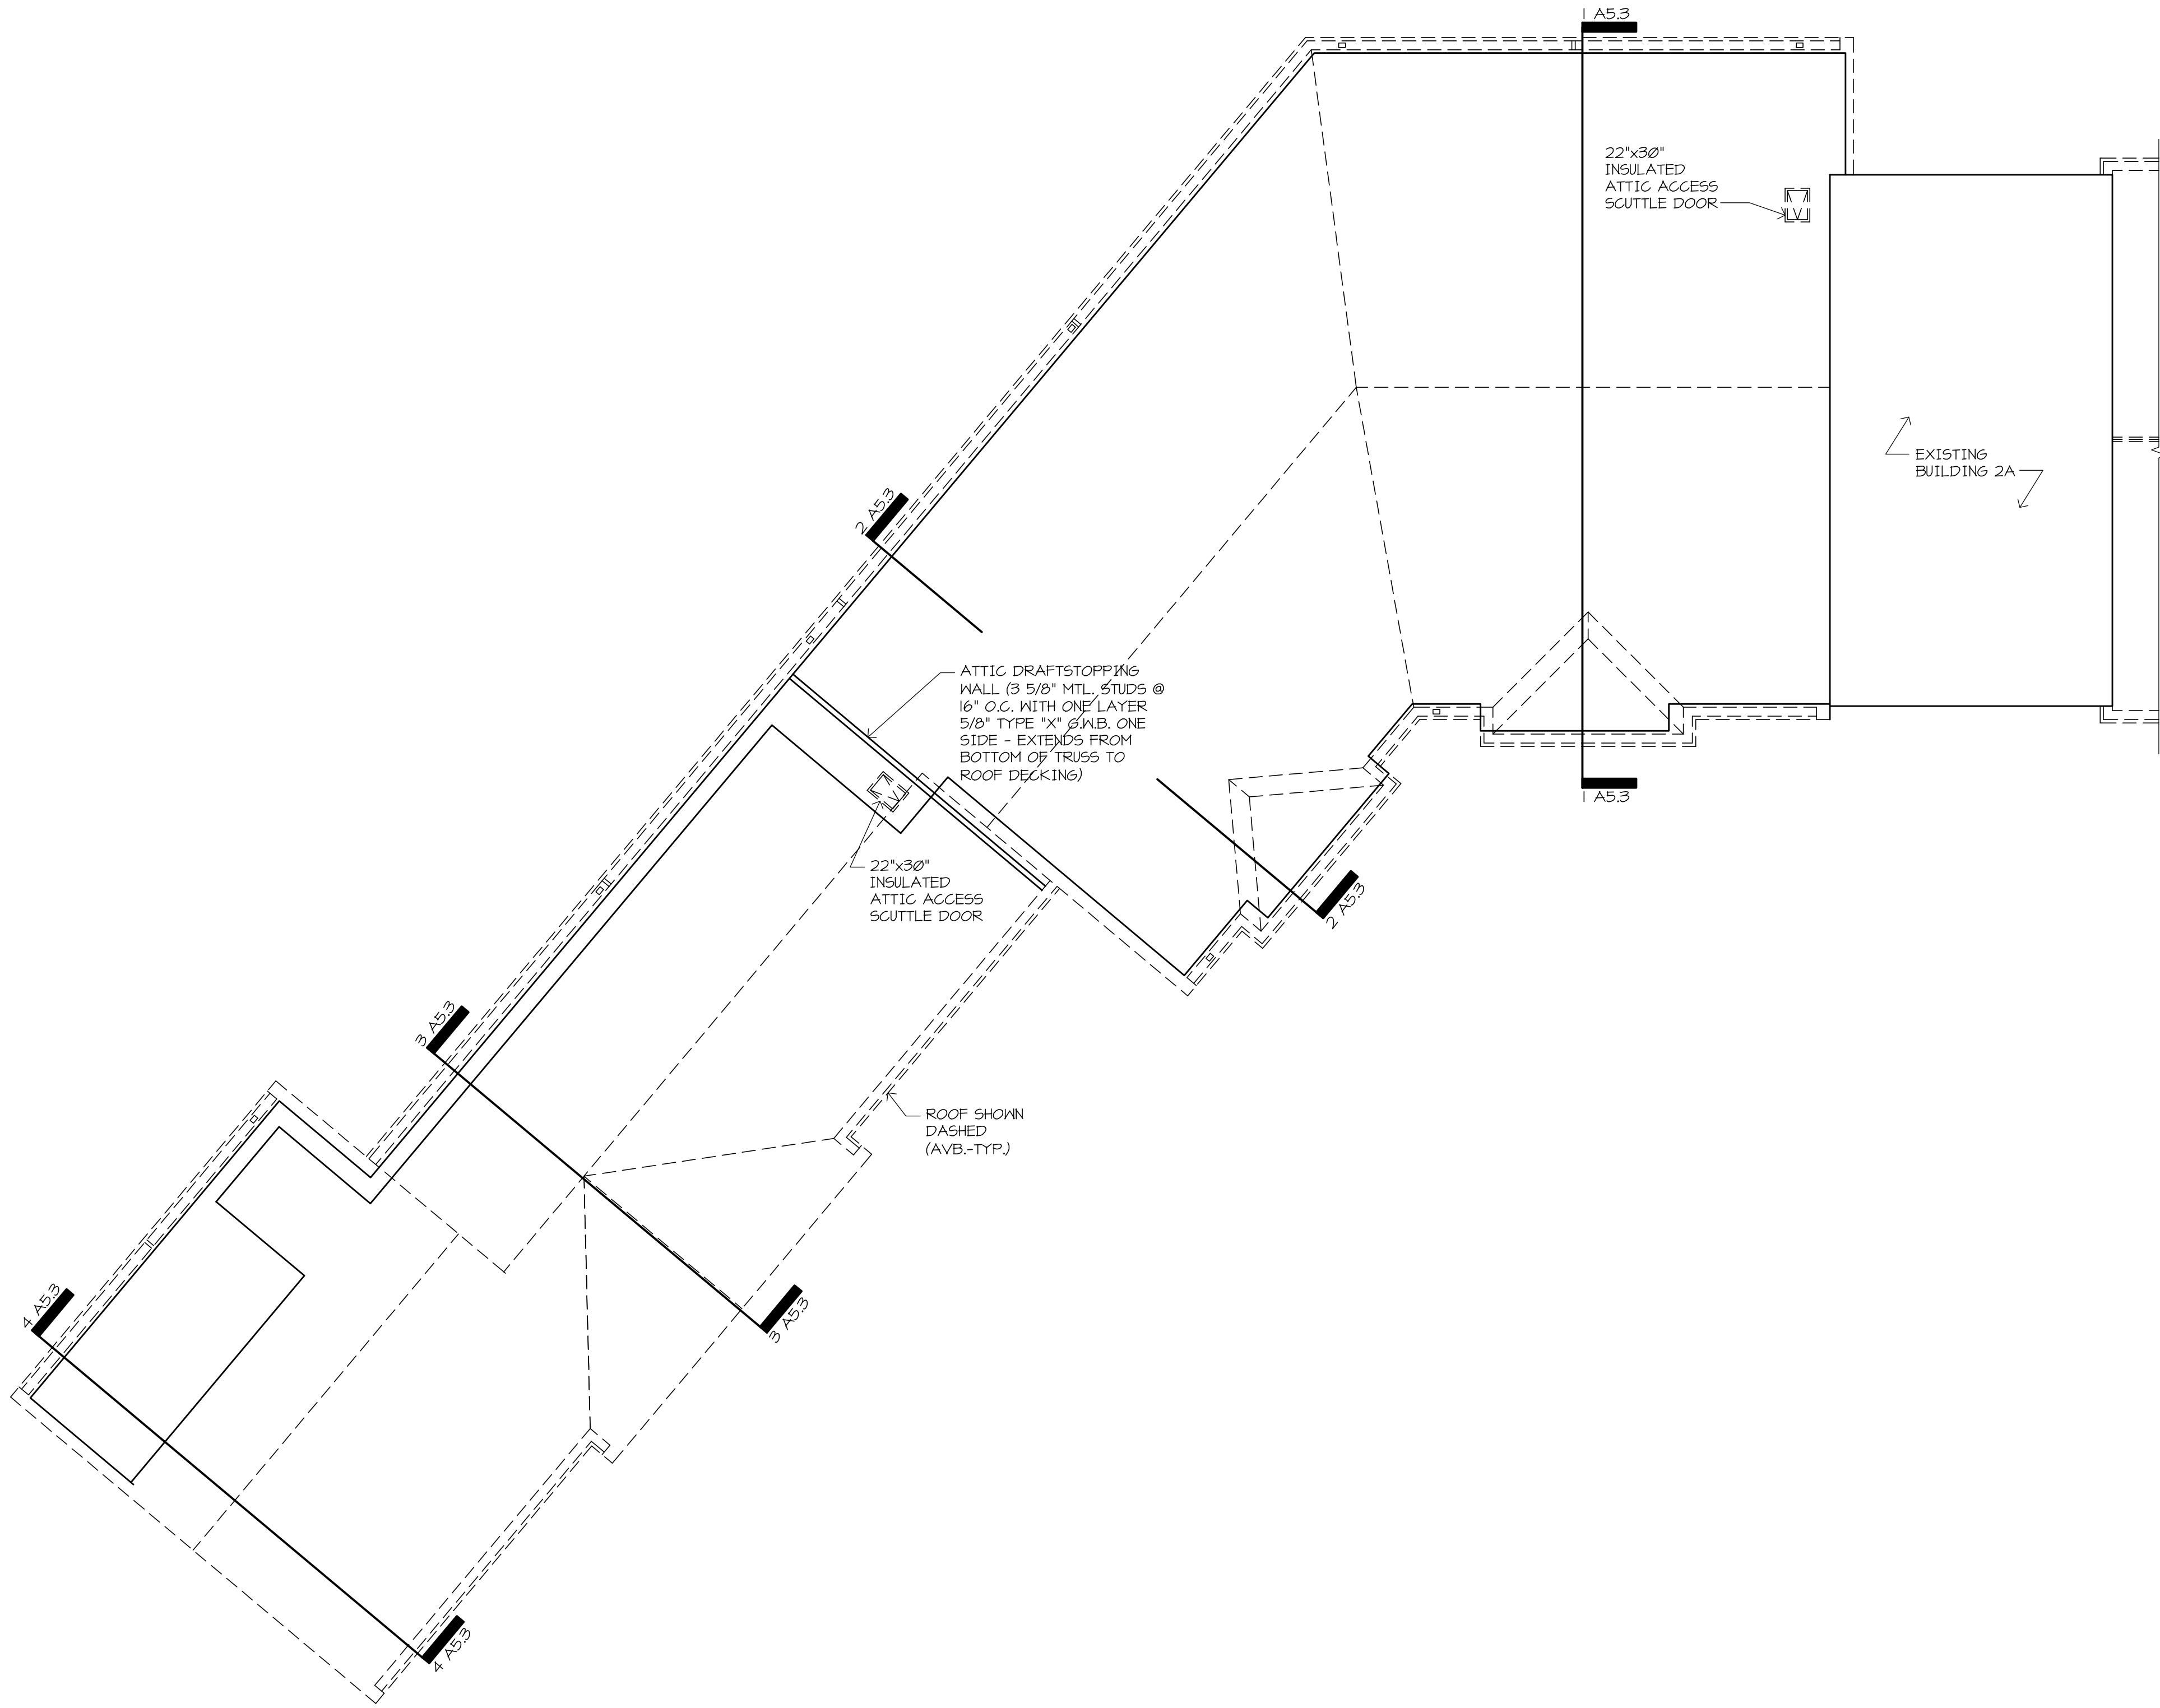 1 A5.3
22"x30"
INSULATED
ATTIC ACCESS
SCUTTLE DOOR
EXISTING
BUILDING 2A
2 A5.3
ATTIC DRAFTSTOPPING
WALL (3 5/8" MTL. STUDS @
16" O.C. WITH ONE LAYER
5/8" TYPE "X" G.W.B. ONE
SIDE - EXTENDS FROM
BOTTOM OF TRUSS TO
ROOF DECKING)
1 A5.3
22"x30"
INSULATED
ATTIC ACCESS
SCUTTLE DOOR
2 A5.3
3 A5.3
ROOF SHOWN
DASHED
(AVB.-TYP.)
4 A5.3
3 A5.3
4 A5.3